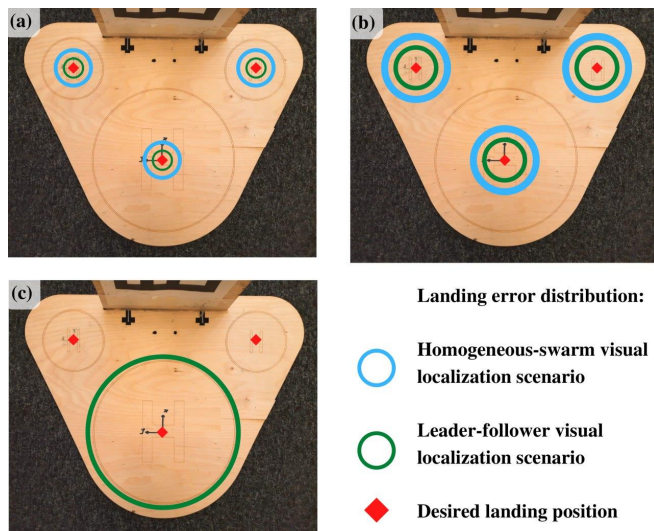 (a)
(b)
(c)
Landing error distribution:
Homogeneous-swarm visual
localization scenario
Leader-follower visual
localization scenario
Desired landing position